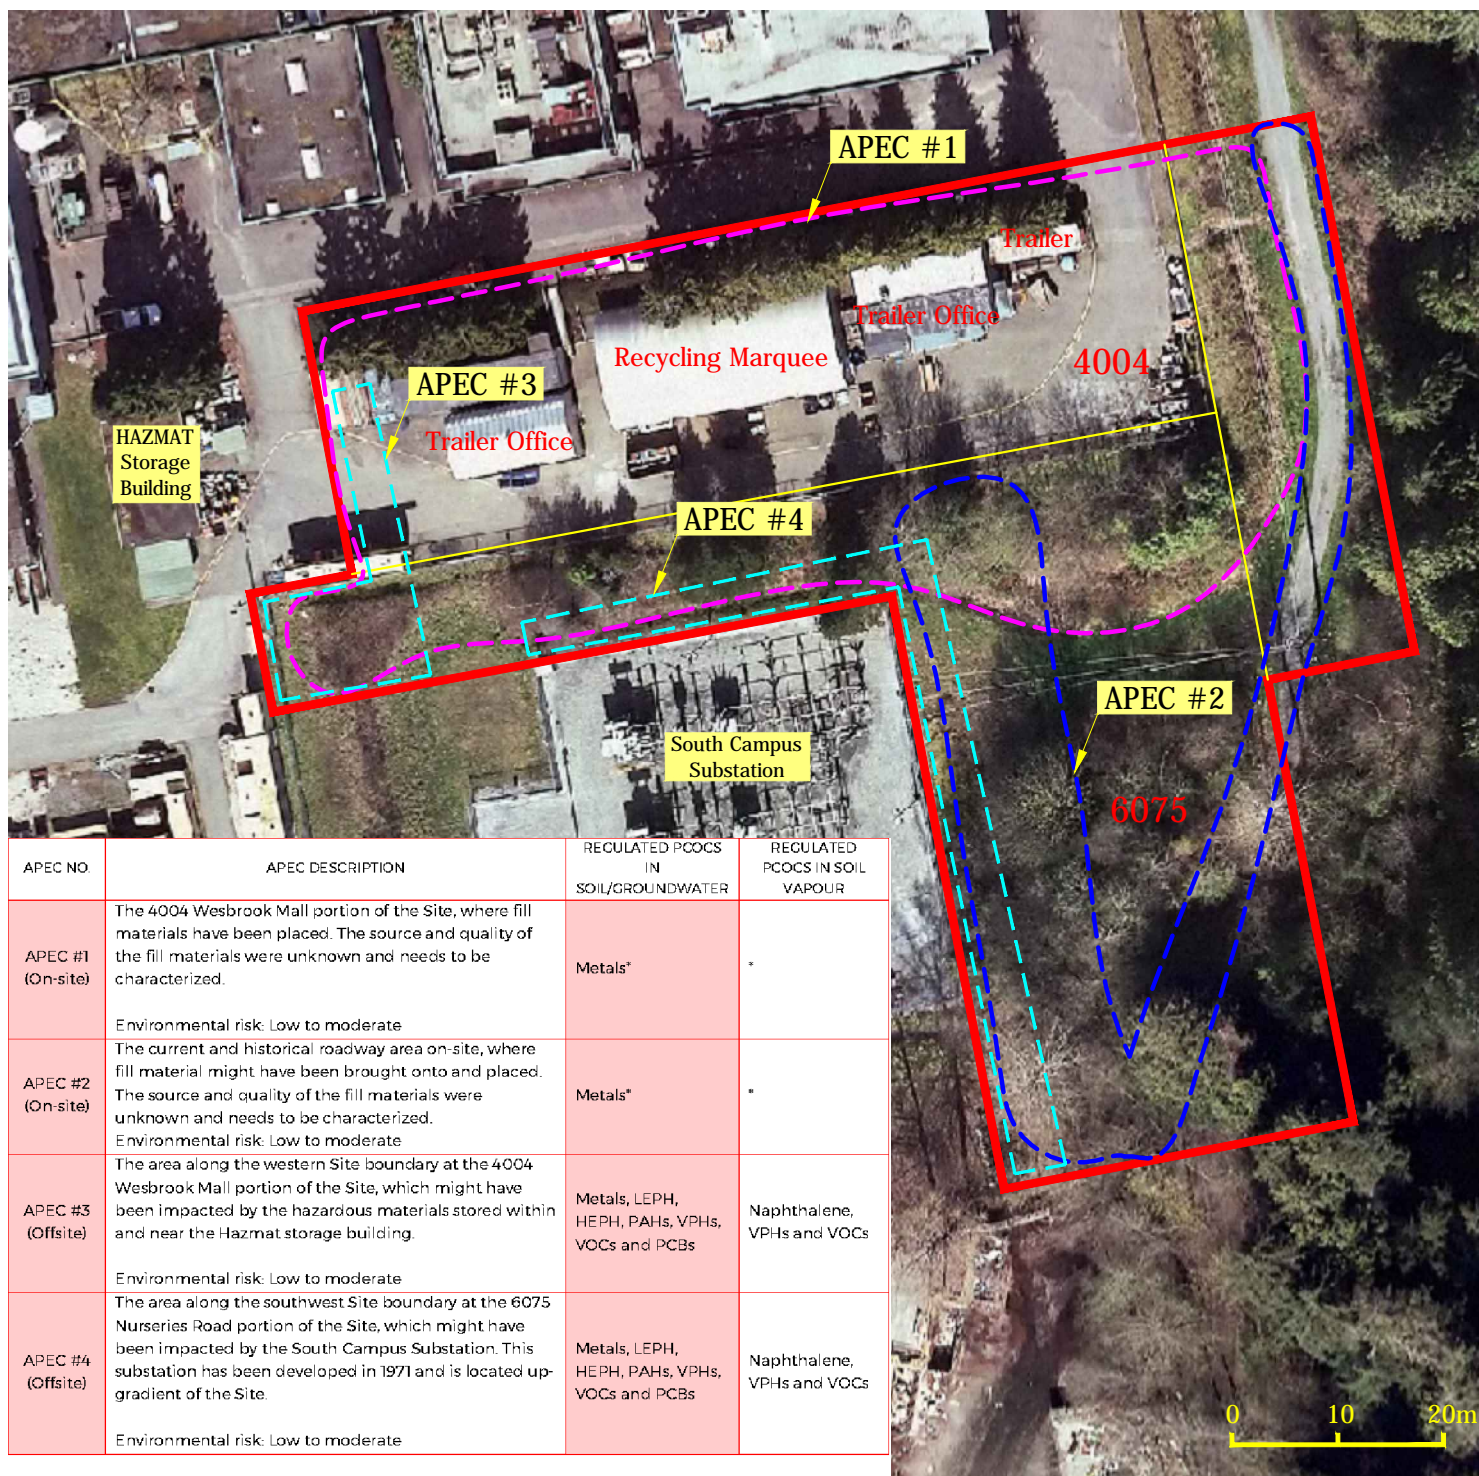 APEC #1
Trailer
Trailer Office
Recycling Marquee
4004
APEC #3
Trailer Office
HAZMAT
Storage
Building
APEC #4
APEC #2
South Campus
Substation
6075
APEC NO.
APEC DESCRIPTION
REGULATED PCOCS
IN
SOIL/GROUNDWATER
REGULATED
PCOCS IN SOIL
VAPOUR
APEC #1
(On-site)
The 4004 Wesbrook Mall portion of the Site, where fill
materials have been placed. The source and quality of
the fill materials were unknown and needs to be
characterized.
Environmental risk: Low to moderate
Metals*
*
APEC #2
(On-site)
The current and historical roadway area on-site, where
fill material might have been brought onto and placed.
The source and quality of the fill materials were
unknown and needs to be characterized.
Environmental risk: Low to moderate
Metals*
*
APEC #3
(Offsite)
The area along the western Site boundary at the 4004
Wesbrook Mall portion of the Site, which might have
been impacted by the hazardous materials stored within
and near the Hazmat storage building.
Environmental risk: Low to moderate
Metals, LEPH,
HEPH, PAHs, VPHs,
VOCs and PCBs
Naphthalene,
VPHs and VOCs
APEC #4
(Offsite)
The area along the southwest Site boundary at the 6075
Nurseries Road portion of the Site, which might have
been impacted by the South Campus Substation. This
substation has been developed in 1971 and is located up-
gradient of the Site.
Environmental risk: Low to moderate
Metals, LEPH,
HEPH, PAHs, VPHs,
VOCs and PCBs
Naphthalene,
VPHs and VOCs
0 10 20m